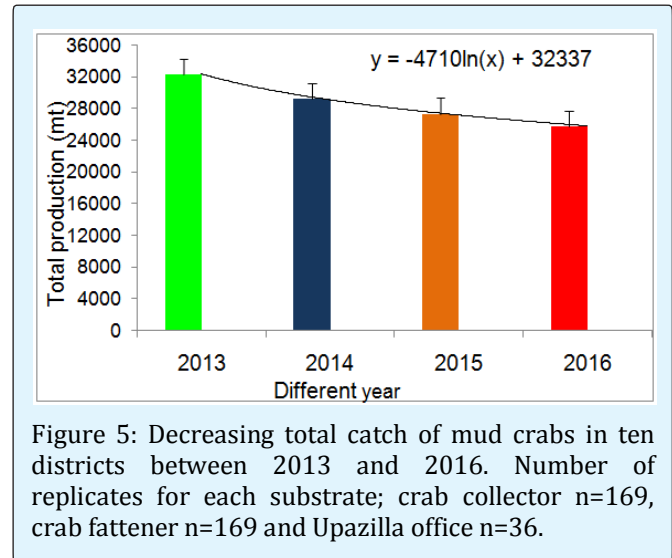 36000
32000
28000
24000
20000
16000
12000
8000
4000
0
Total production (mt)
y = -4710ln(x) + 32337
2013 2014 2015 2016
Different year
Figure 5: Decreasing total catch of mud crabs in ten
districts between 2013 and 2016. Number of
replicates for each substrate; crab collector n=169,
crab fattener n=169 and Upazilla office n=36.